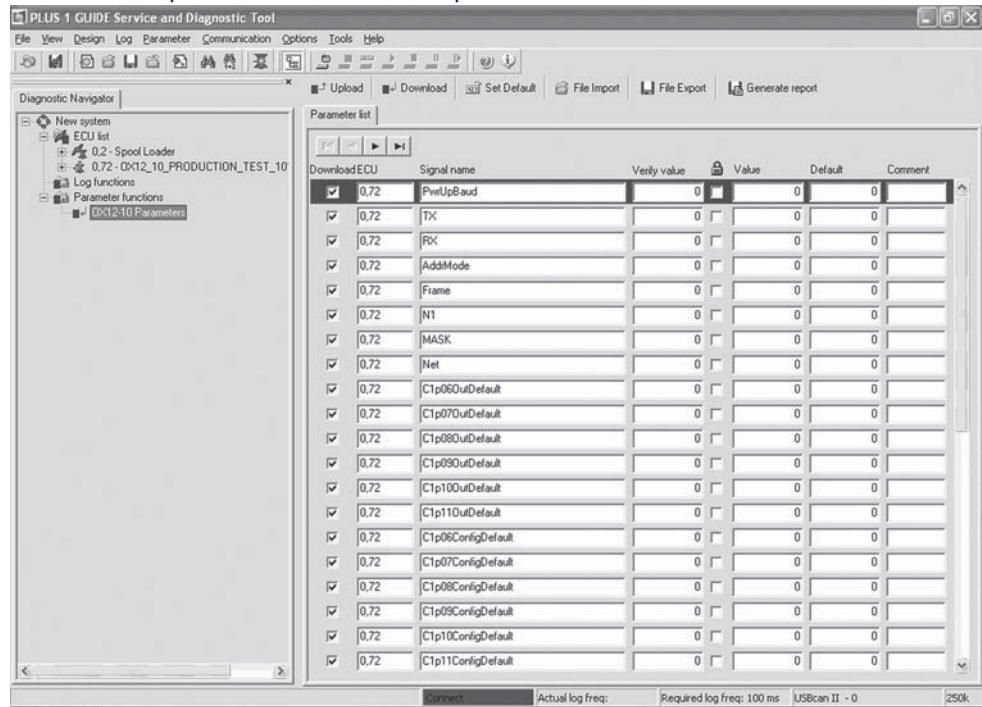 PLUS 1 GUIDE Service and Diagnostic Tool
File View Design Log Parameter Communication Options Tools Help
Upload Download Set Default File Import File Export Generate report
Diagnostic Navigator
Parameter list
New system
ECU list
0,2 - Spool Loader
0,72 - OX12_10_PRODUCTION_TEST_10
Log functions
Parameter functions
OX12-10 Parameters
Download ECU Signal name Verify value Value Default Comment
0,72 PwrUpBaud 0 0 0
0,72 TX 0 0 0
0,72 RX 0 0 0
0,72 AddrMode 0 0 0
0,72 Frame 0 0 0
0,72 N1 0 0 0
0,72 MASK 0 0 0
0,72 Net 0 0 0
0,72 C1p06OutDefault 0 0 0
0,72 C1p07OutDefault 0 0 0
0,72 C1p08OutDefault 0 0 0
0,72 C1p09OutDefault 0 0 0
0,72 C1p10OutDefault 0 0 0
0,72 C1p11OutDefault 0 0 0
0,72 C1p06ConfigDefault 0 0 0
0,72 C1p07ConfigDefault 0 0 0
0,72 C1p08ConfigDefault 0 0 0
0,72 C1p09ConfigDefault 0 0 0
0,72 C1p10ConfigDefault 0 0 0
0,72 C1p11ConfigDefault 0 0 0
Connect Actual log freq: Required log freq: 100 ms USBcan II - 0 250k